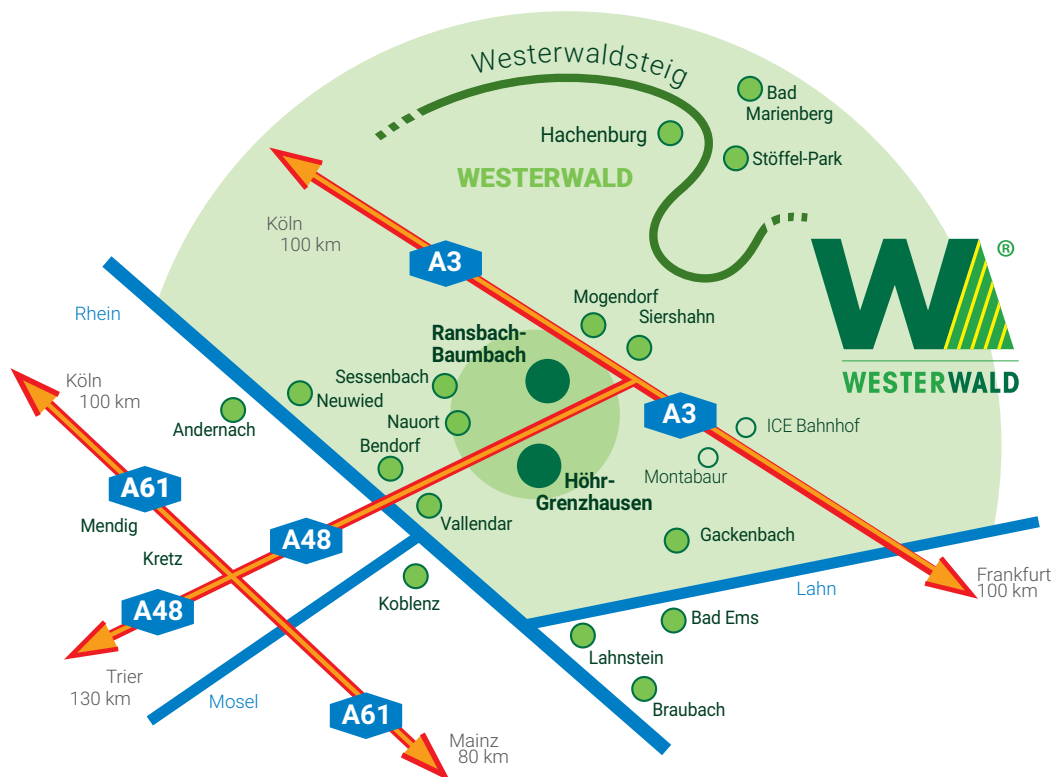 Westerwaldsteig
Bad
Marienberg
Hachenburg
Stöffel-Park
WESTERWALD
Köln
100 km
A3
®
W
WESTERWALD
Rhein
Mogendorf
Siershahn
Ransbach-
Baumbach
Köln
100 km
Sessenbach
Neuwied
Andernach
Nauort
A3
ICE Bahnhof
Bendorf
Montabaur
Höhr-
Grenzhausen
A61
Mendig
Vallendar
A48
Gackenbach
Kretz
Koblenz
Frankfurt
100 km
Lahn
A48
Bad Ems
Lahnstein
Trier
130 km
Mosel
Braubach
A61
Mainz
80 km